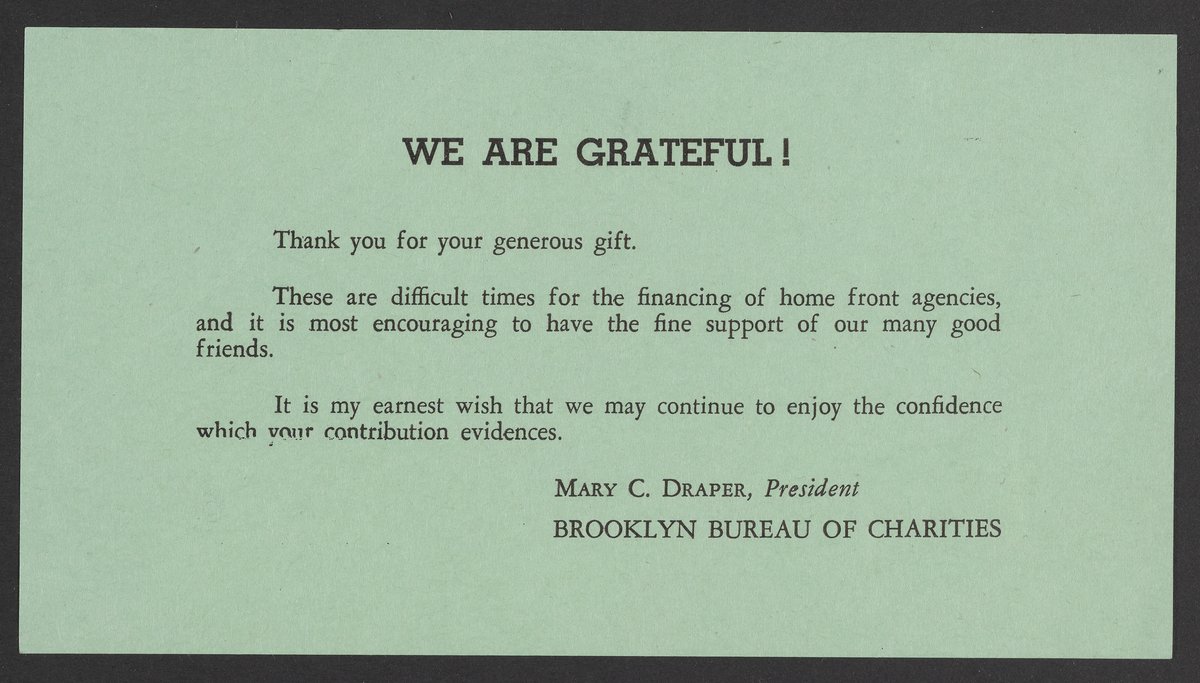 WE ARE GRATEFUL!
Thank you for your generous gift.
These are difficult times for the financing of home front agencies,
and it is most encouraging to have the fine support of our many good
friends.
It is my earnest wish that we may continue to enjoy the confidence
which your contribution evidences.
MARY C. DRAPER, President
BROOKLYN BUREAU OF CHARITIES